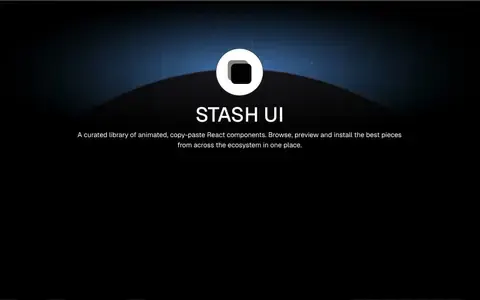 STASH UI
A curated library of animated, copy-paste React components. Browse, preview and install the best pieces
from across the ecosystem in one place.